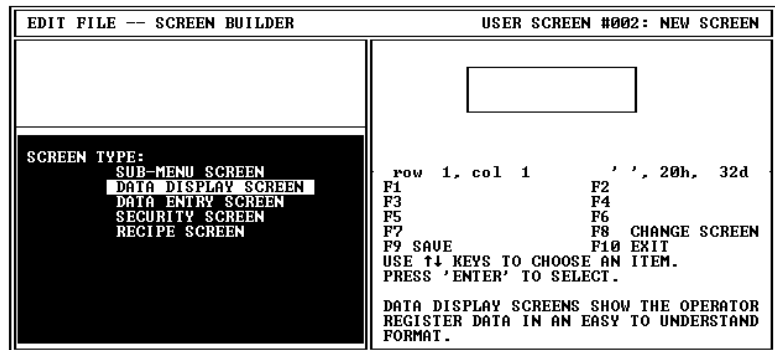 EDIT FILE -- SCREEN BUILDER
USER SCREEN #002: NEW SCREEN
SCREEN TYPE:
SUB-MENU SCREEN
DATA DISPLAY SCREEN
DATA ENTRY SCREEN
SECURITY SCREEN
RECIPE SCREEN
row 1, col 1 ' ', 20h, 32d
F1 F2
F3 F4
F5 F6
F7 F8 CHANGE SCREEN
F9 SAVE F10 EXIT
USE ↑↓ KEYS TO CHOOSE AN ITEM.
PRESS 'ENTER' TO SELECT.
DATA DISPLAY SCREENS SHOW THE OPERATOR
REGISTER DATA IN AN EASY TO UNDERSTAND
FORMAT.